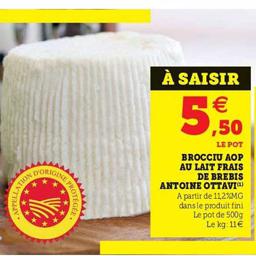 À SAISIR
5€,50
LE POT
BROCCIU AOP
AU LAIT FRAIS
DE BREBIS
ANTOINE OTTAVI(1)
A partir de 11,2%MG
dans le produit fini
Le pot de 500g
Le kg: 11€
APPELLATION D'ORIGINE PROTÉGÉE